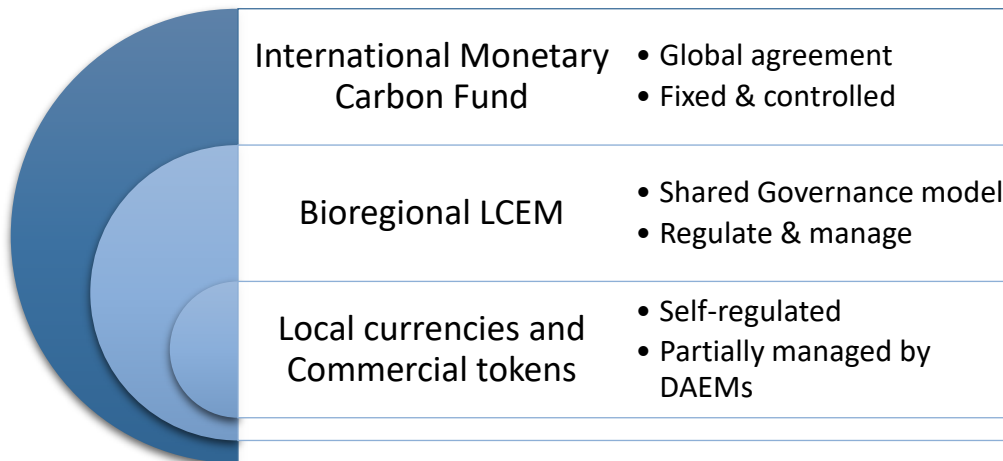 International Monetary
Carbon Fund
• Global agreement
• Fixed & controlled
Bioregional LCEM
• Shared Governance model
• Regulate & manage
Local currencies and
Commercial tokens
• Self-regulated
• Partially managed by
DAEMs